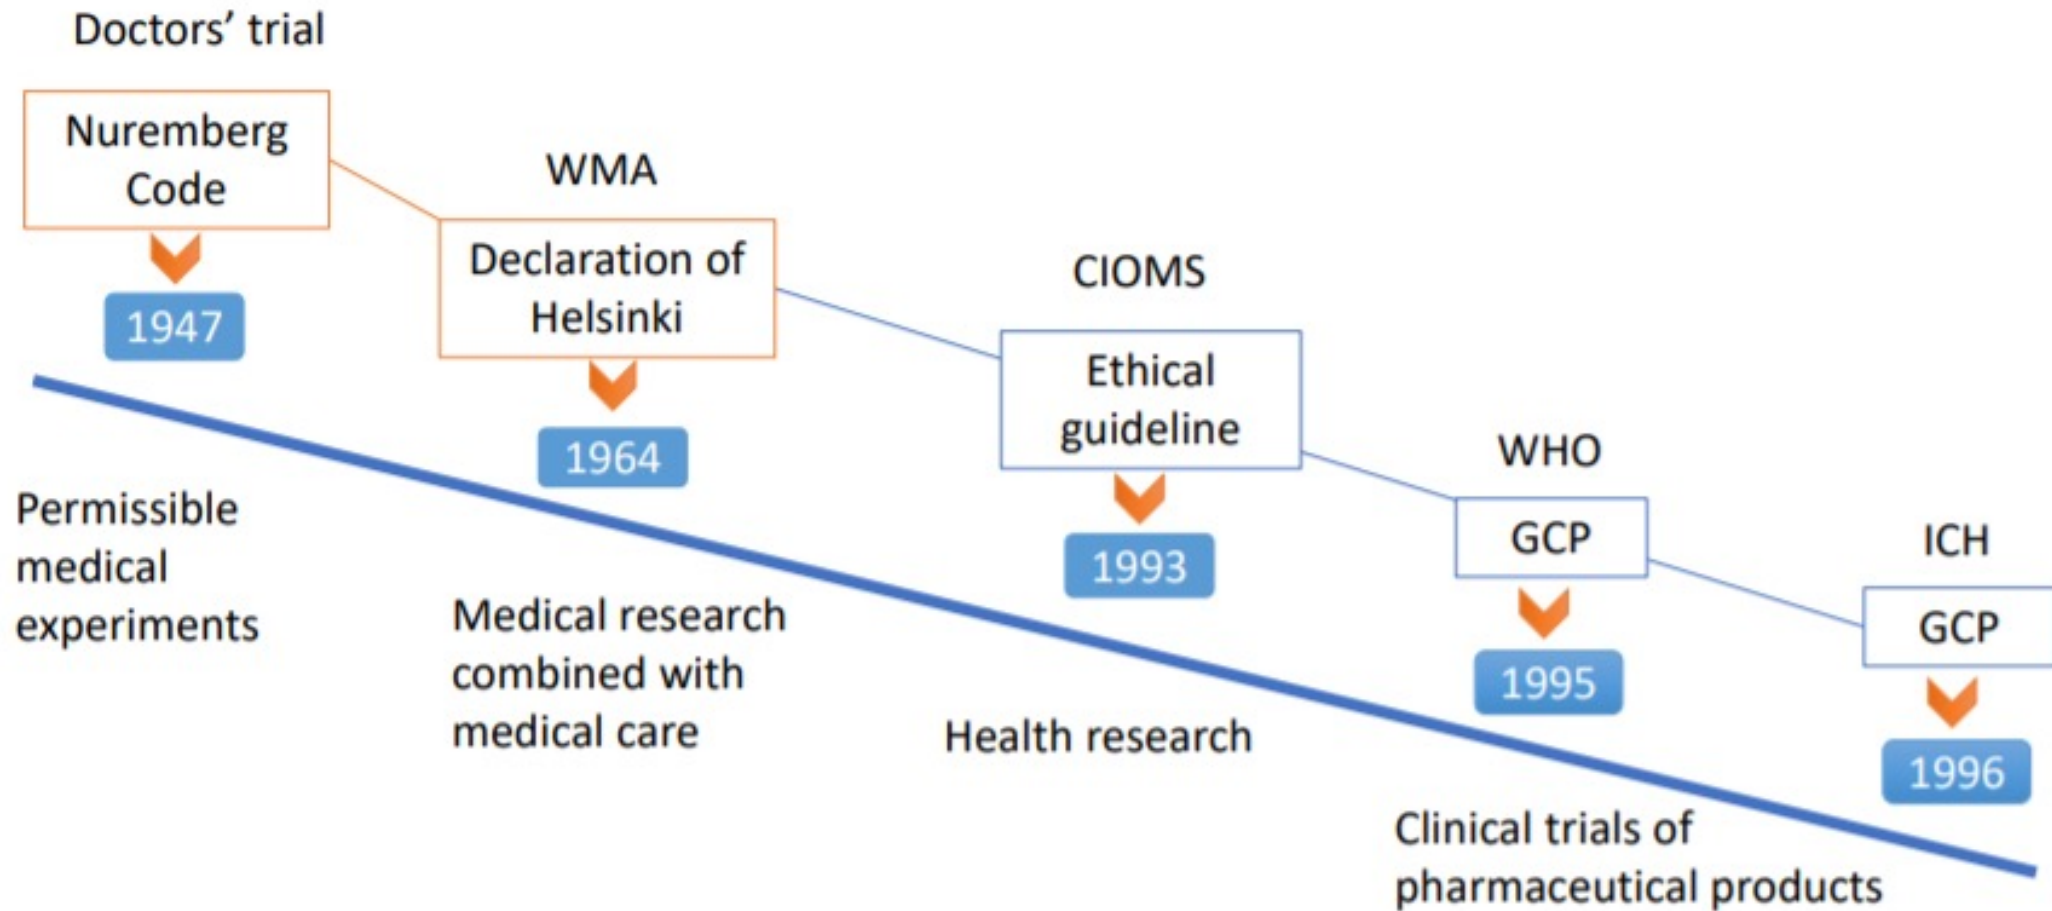 Doctors’ trial
Nuremberg
Code
1947
Permissible
medical
experiments
WMA
Declaration of
Helsinki
1964
Medical research
combined with
medical care
CIOMS
Ethical
guideline
1993
Health research
WHO
GCP
1995
Clinical trials of
pharmaceutical products
ICH
GCP
1996